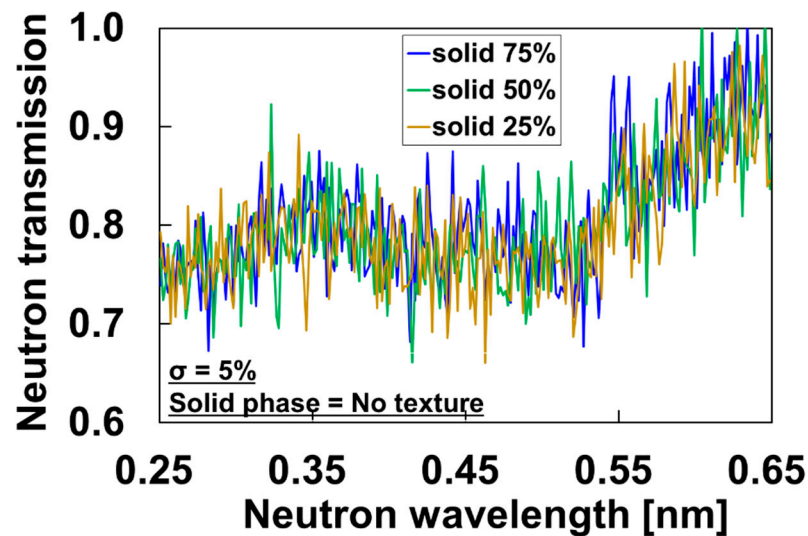 Neutron transmission
1.0
0.9
0.8
0.7
0.6
solid 75%
solid 50%
solid 25%
σ = 5%
Solid phase = No texture
0.25 0.35 0.45 0.55 0.65
Neutron wavelength [nm]